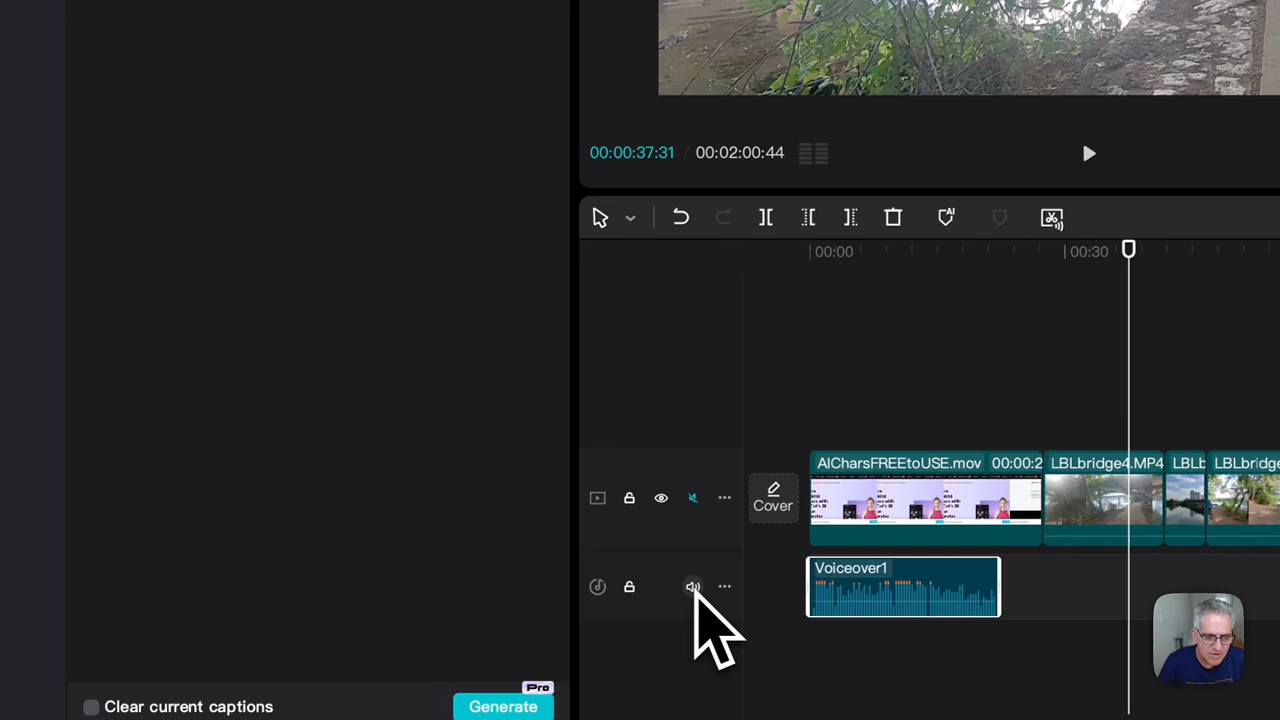 00:00:37:31 / 00:02:00:44
AI
00:00
00:30
AICharsFREEtoUSE.mov 00:00:2
LBLbridge4.MP4
LBLb
LBLbridge
Cover
Voiceover1
Pro
Clear current captions
Generate